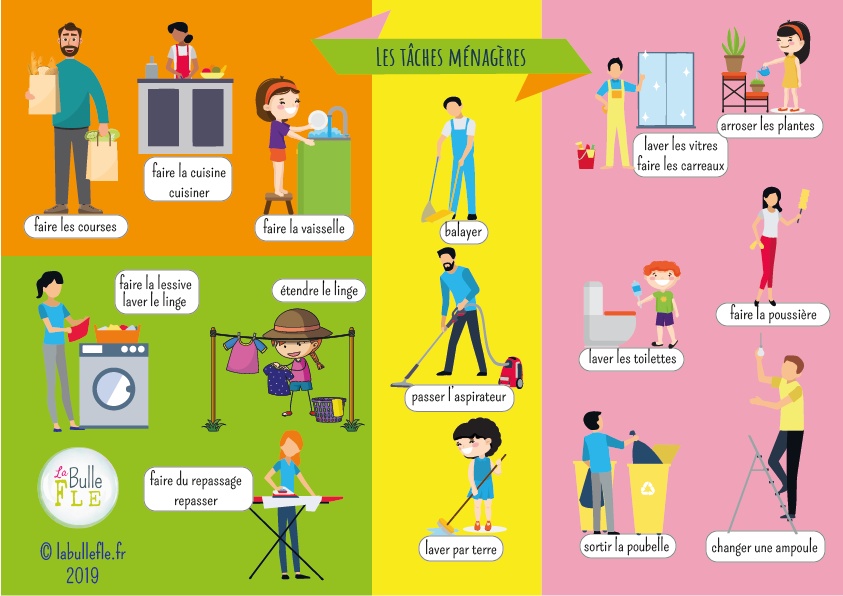 Les tâches ménagères
faire les courses
faire la cuisine
cuisiner
faire la vaisselle
balayer
laver les vitres
faire les carreaux
arroser les plantes
faire la lessive
laver le linge
étendre le linge
passer l'aspirateur
laver les toilettes
faire la poussière
La
Bulle
FLE
© labullefle.fr
2019
faire du repassage
repasser
laver par terre
sortir la poubelle
changer une ampoule